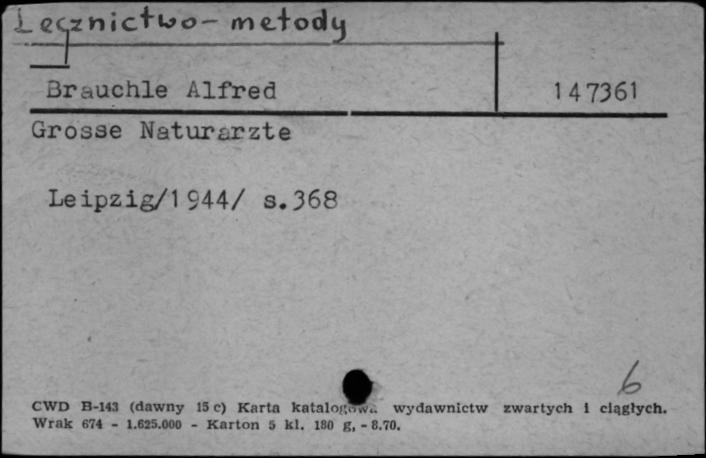 Lecznictwo - metody
Brauchle Alfred 147361
Grosse Naturarzte
Leipzig/1944/ s.368
6
CWD B-143 (dawny 15 c) Karta katalogowa wydawnictw zwartych i ciągłych.
Wrak 674 - 1.625.000 - Karton 5 kl. 180 g, - 8.70.